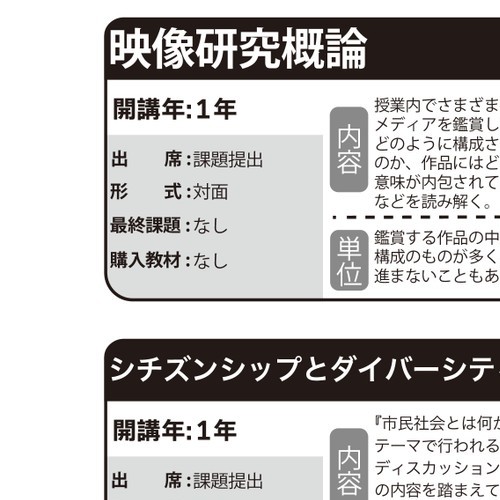 映像研究概論
開講年:1年
出　　席:課題提出
形　　式:対面
最終課題:なし
購入教材:なし
内容
授業内でさまざま
メディアを鑑賞し
どのように構成さ
のか、作品にはど
意味が内包されて
などを読み解く。
単位
鑑賞する作品の中
構成のものが多く
進まないこともあ
シチズンシップとダイバーシテ
開講年:1年
出　　席:課題提出
内容
『市民社会とは何か
テーマで行われる
ディスカッション
の内容を踏まえて